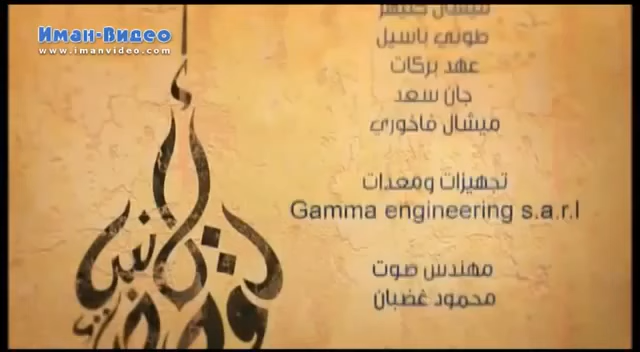 Иман-Видео
www.imanvideo.com
طوني باسيل
عهد بركات
جان سعد
ميشال فاخوري
تجهيزات ومعدات
Gamma engineering s.a.r.l
مهندس صوت
محمود غضبان